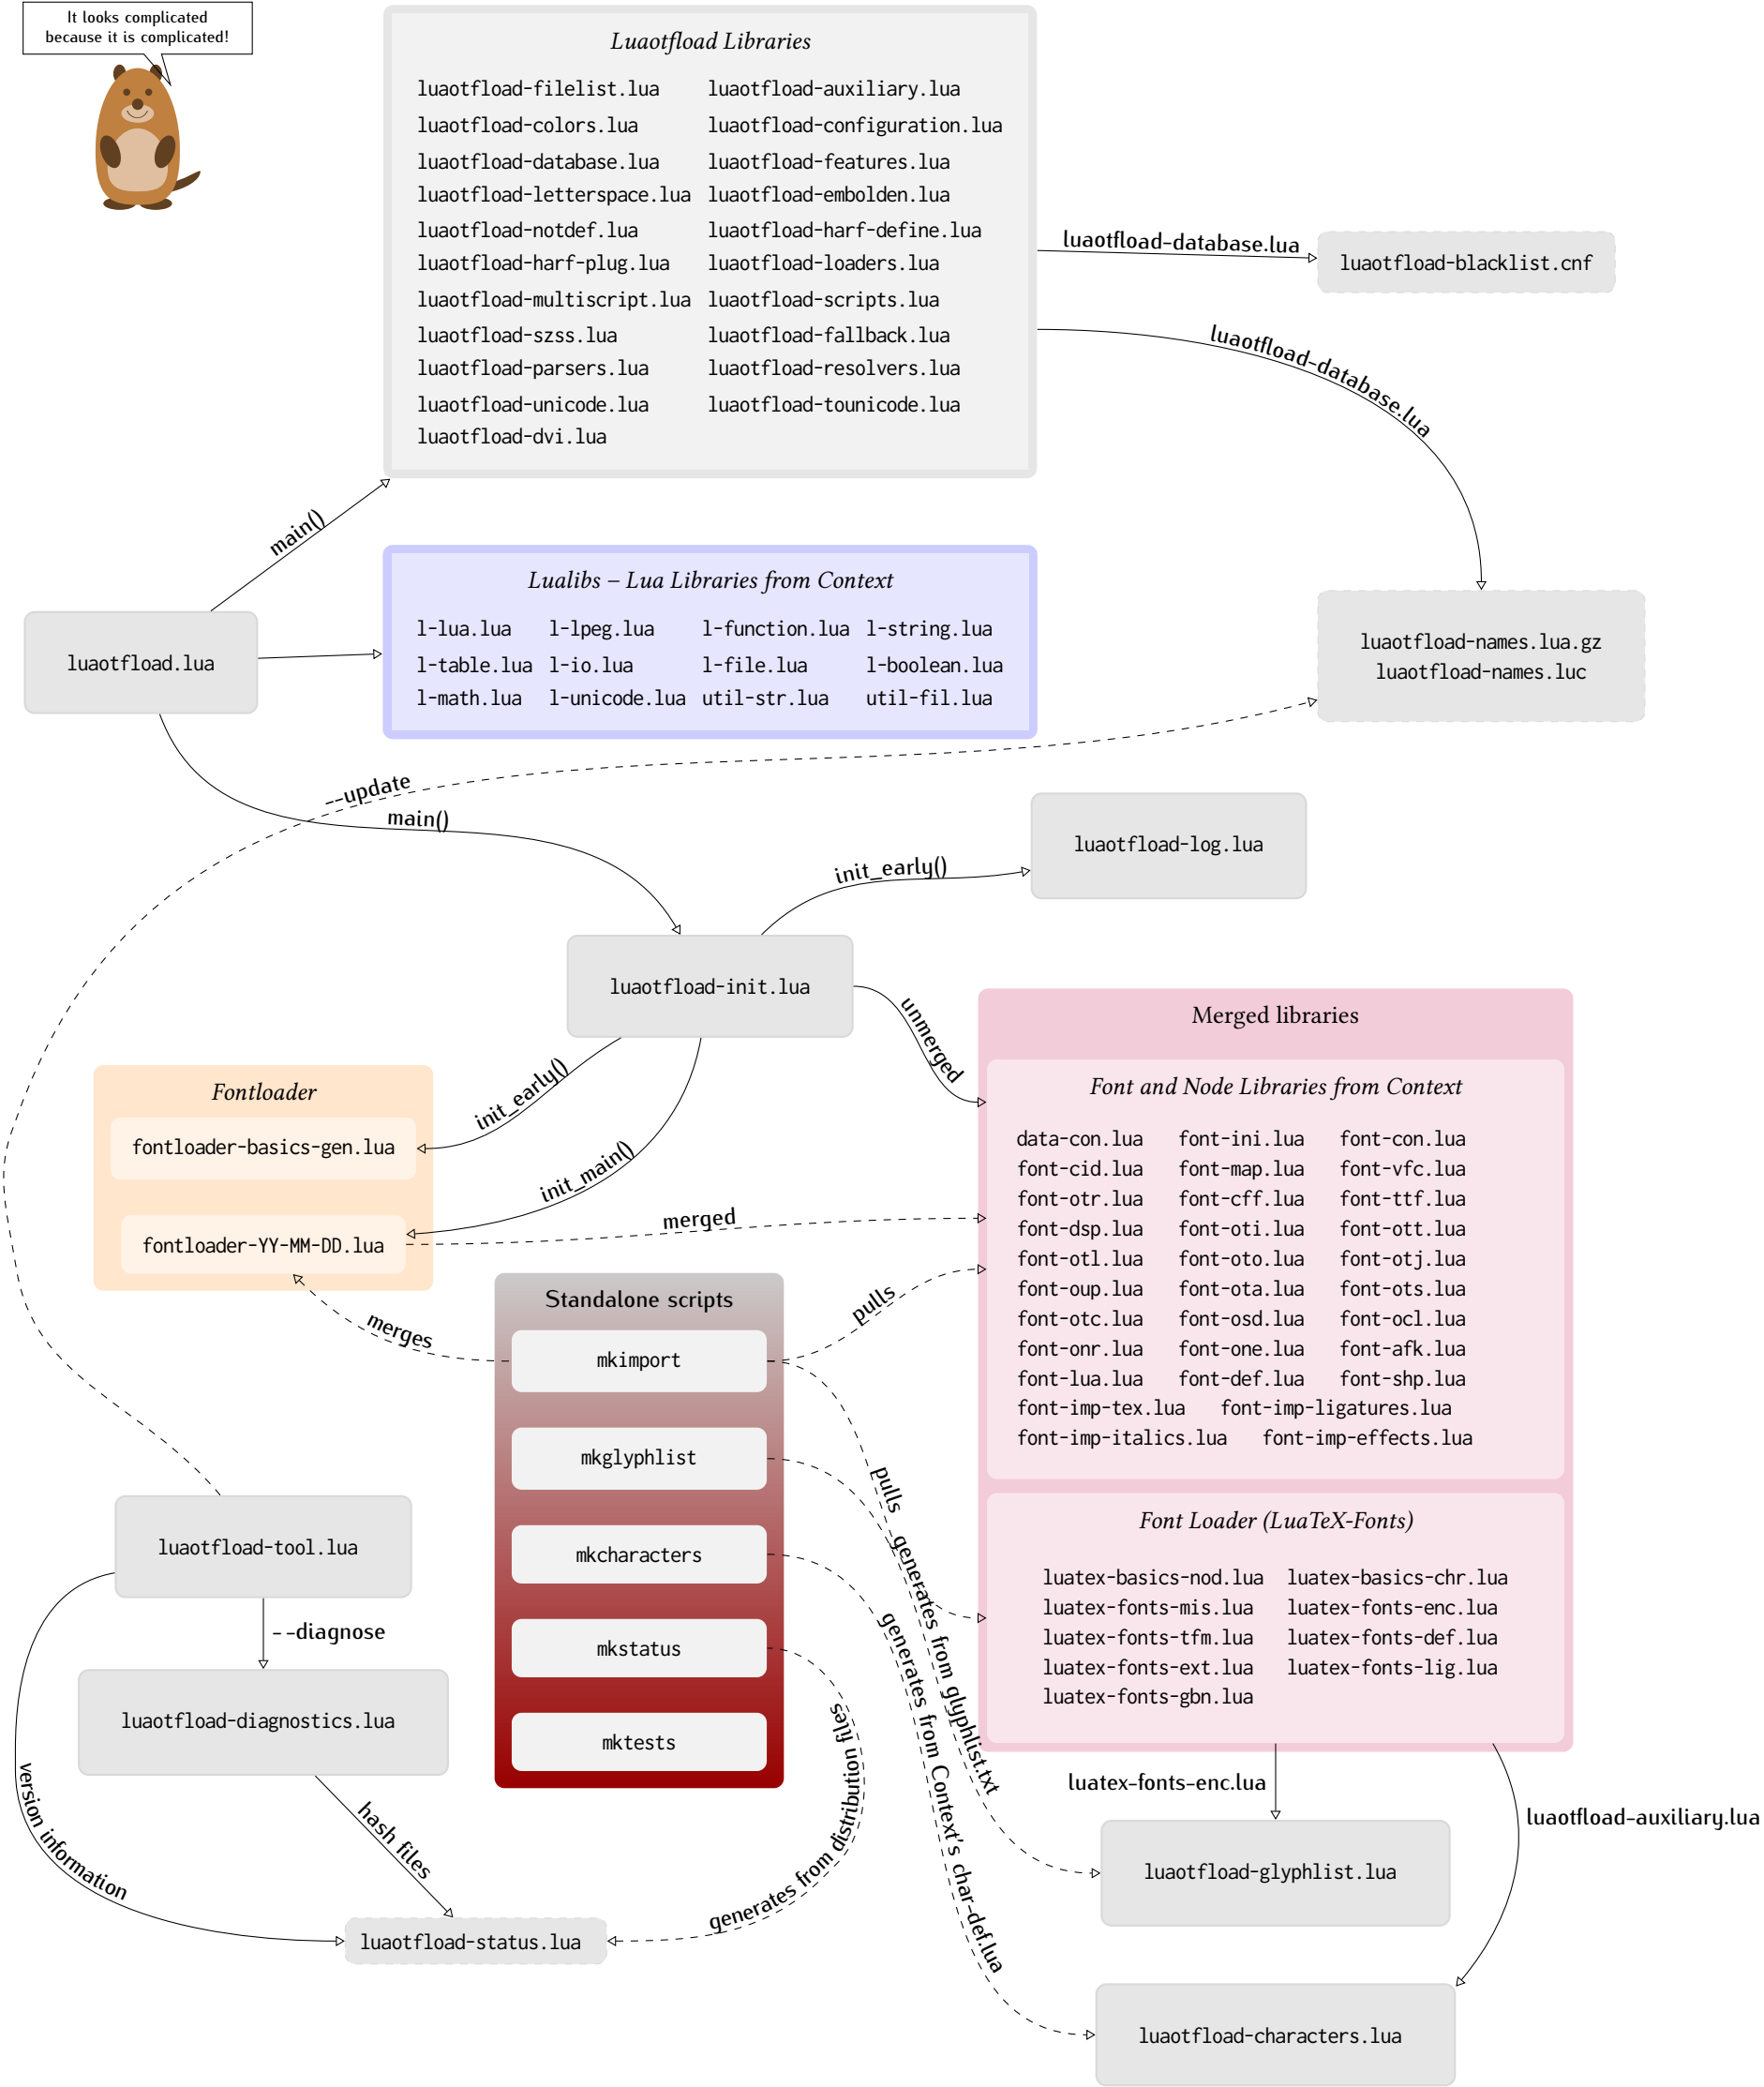 It looks complicated
because it is complicated!
Luaotfload Libraries
luaotfload-filelist.lua luaotfload-auxiliary.lua
luaotfload-colors.lua luaotfload-configuration.lua
luaotfload-database.lua luaotfload-features.lua
luaotfload-letterspace.lua luaotfload-embolden.lua
luaotfload-notdef.lua luaotfload-harf-define.lua
luaotfload-harf-plug.lua luaotfload-loaders.lua
luaotfload-multiscript.lua luaotfload-scripts.lua
luaotfload-szss.lua luaotfload-fallback.lua
luaotfload-parsers.lua luaotfload-resolvers.lua
luaotfload-unicode.lua luaotfload-tounicode.lua
luaotfload-dvi.lua
luaotfload-database.lua
luaotfload-blacklist.cnf
luaotfload-database.lua
main()
Lualibs – Lua Libraries from Context
l-lua.lua l-lpeg.lua l-function.lua l-string.lua
l-table.lua l-io.lua l-file.lua l-boolean.lua
l-math.lua l-unicode.lua util-str.lua util-fil.lua
luaotfload.lua
luaotfload-names.lua.gz
luaotfload-names.luc
--update
main()
luaotfload-log.lua
init_early()
luaotfload-init.lua
unmerged
init_early()
init_main()
Fontloader
fontloader-basics-gen.lua
fontloader-YY-MM-DD.lua
merged
merges
pulls
Merged libraries
Font and Node Libraries from Context
data-con.lua font-ini.lua font-con.lua
font-cid.lua font-map.lua font-vfc.lua
font-otr.lua font-cff.lua font-ttf.lua
font-dsp.lua font-oti.lua font-ott.lua
font-otl.lua font-oto.lua font-otj.lua
font-oup.lua font-ota.lua font-ots.lua
font-otc.lua font-osd.lua font-ocl.lua
font-onr.lua font-one.lua font-afk.lua
font-lua.lua font-def.lua font-shp.lua
font-imp-tex.lua font-imp-ligatures.lua
font-imp-italics.lua font-imp-effects.lua
Font Loader (LuaTeX-Fonts)
luatex-basics-nod.lua luatex-basics-chr.lua
luatex-fonts-mis.lua luatex-fonts-enc.lua
luatex-fonts-tfm.lua luatex-fonts-def.lua
luatex-fonts-ext.lua luatex-fonts-lig.lua
luatex-fonts-gbn.lua
Standalone scripts
mkimport
mkglyphlist
mkcharacters
mkstatus
mktests
pulls
generates from glyphlist.txt
generates from Context's char-def.lua
generates from distribution files
luaotfload-tool.lua
--diagnose
luaotfload-diagnostics.lua
version information
hash files
luaotfload-status.lua
luatex-fonts-enc.lua
luaotfload-auxiliary.lua
luaotfload-glyphlist.lua
luaotfload-characters.lua